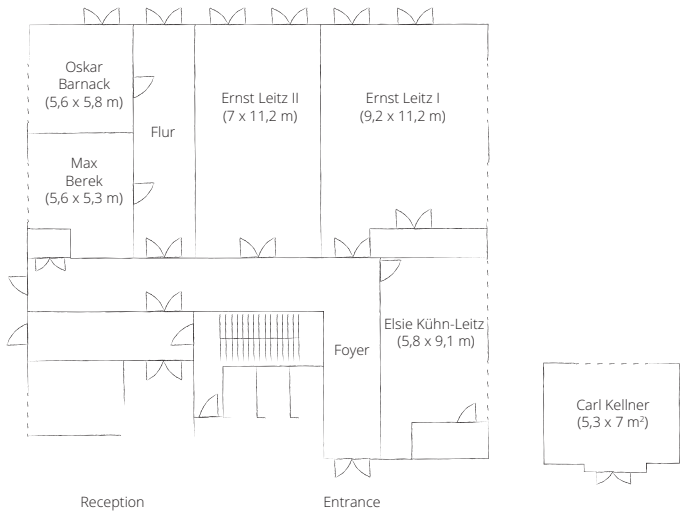 Oskar
Barnack
(5,6 x 5,8 m)
Flur
Ernst Leitz II
(7 x 11,2 m)
Ernst Leitz I
(9,2 x 11,2 m)
Max
Berek
(5,6 x 5,3 m)
Elsie Kühn-Leitz
(5,8 x 9,1 m)
Foyer
Carl Kellner
(5,3 x 7 m²)
Reception
Entrance